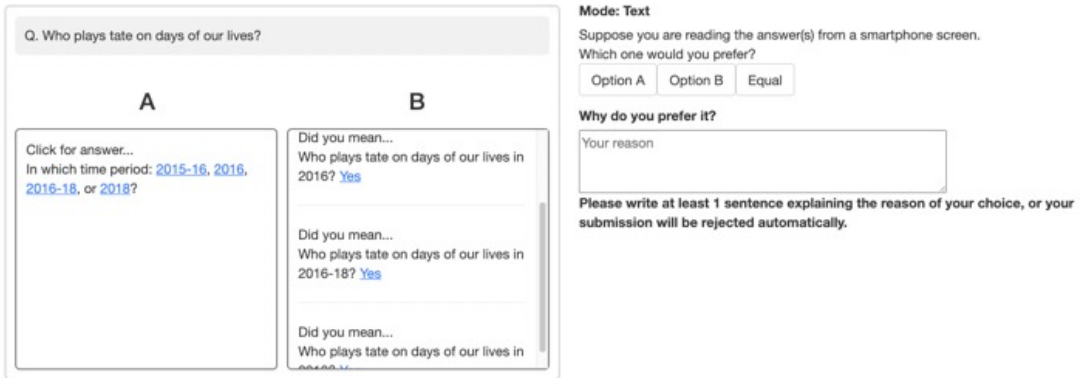 Q. Who plays tate on days of our lives?
A
B
Click for answer...
In which time period: 2015-16, 2016,
2016-18, or 2018?
Did you mean...
Who plays tate on days of our lives in
2016? Yes
Did you mean...
Who plays tate on days of our lives in
2016-18? Yes
Did you mean...
Who plays tate on days of our lives in
Mode: Text
Suppose you are reading the answer(s) from a smartphone screen.
Which one would you prefer?
Option A
Option B
Equal
Why do you prefer it?
Your reason
Please write at least 1 sentence explaining the reason of your choice, or your
submission will be rejected automatically.